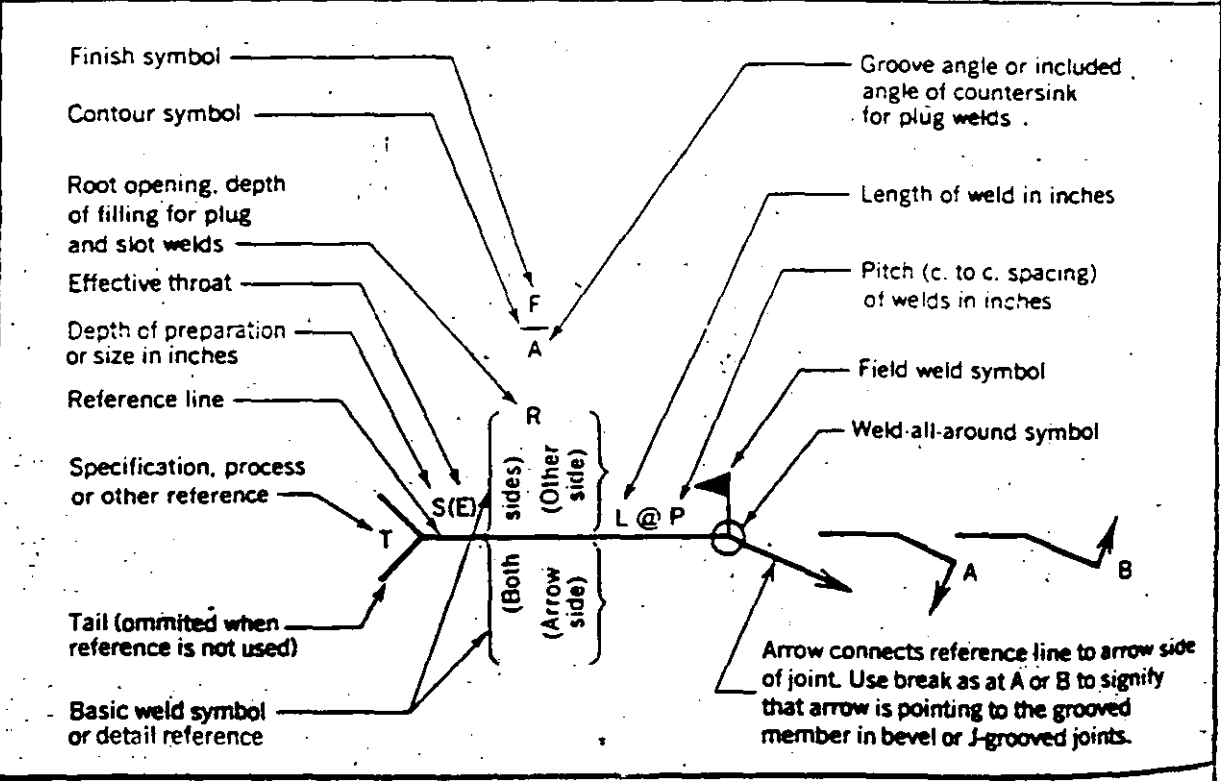 Finish symbol
Contour symbol
Root opening, depth
of filling for plug
and slot welds
Effective throat
Depth of preparation
or size in inches
Reference line
Specification, process
or other reference
Tail (ommited when
reference is not used)
Basic weld symbol
or detail reference
F
A
R
S(E)
T
(Both
sides)
(Other
side)
(Arrow
side)
L @ P
Groove angle or included
angle of countersink
for plug welds
Length of weld in inches
Pitch (c. to c. spacing)
of welds in inches
Field weld symbol
Weld-all-around symbol
A
B
Arrow connects reference line to arrow side
of joint. Use break as at A or B to signify
that arrow is pointing to the grooved
member in bevel or J-grooved joints.